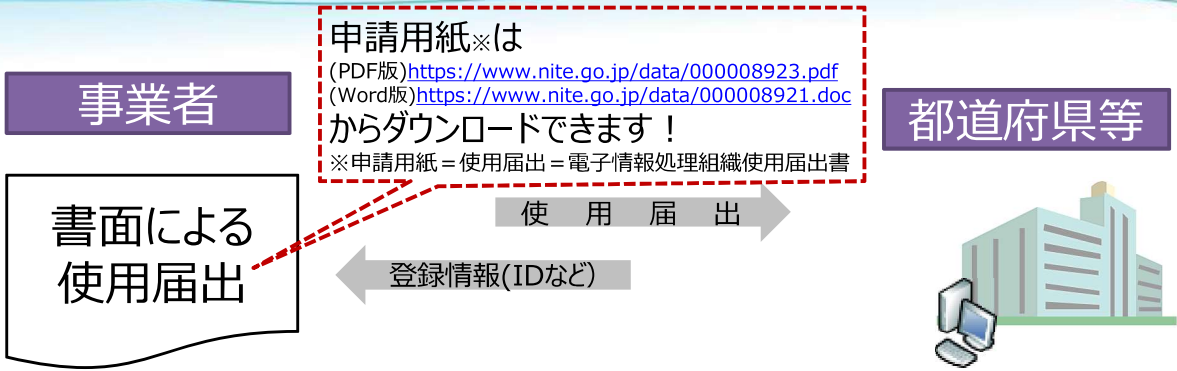 申請用紙※は
(PDF版)https://www.nite.go.jp/data/000008923.pdf
(Word版)https://www.nite.go.jp/data/000008921.doc
からダウンロードできます！
※申請用紙＝使用届出＝電子情報処理組織使用届出書
事業者
都道府県等
書面による
使用届出
使　用　届　出
登録情報(IDなど）